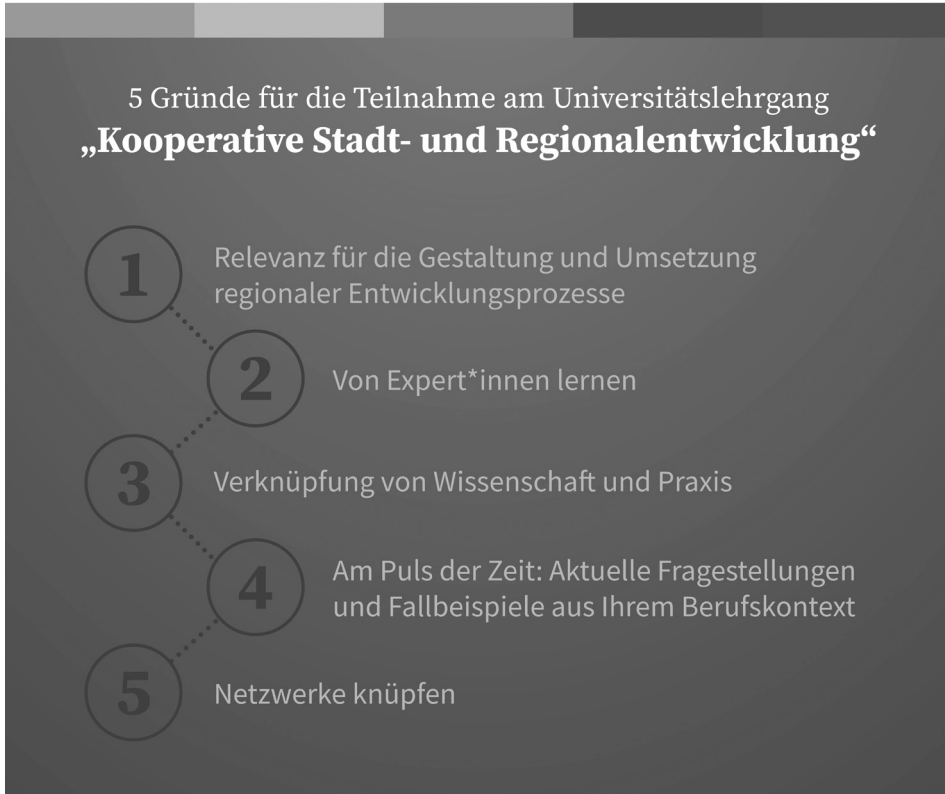 5 Gründe für die Teilnahme am Universitätslehrgang
„Kooperative Stadt- und Regionalentwicklung“
1
Relevanz für die Gestaltung und Umsetzung
regionaler Entwicklungsprozesse
2
Von Expert*innen lernen
3
Verknüpfung von Wissenschaft und Praxis
4
Am Puls der Zeit: Aktuelle Fragestellungen
und Fallbeispiele aus Ihrem Berufskontext
5
Netzwerke knüpfen